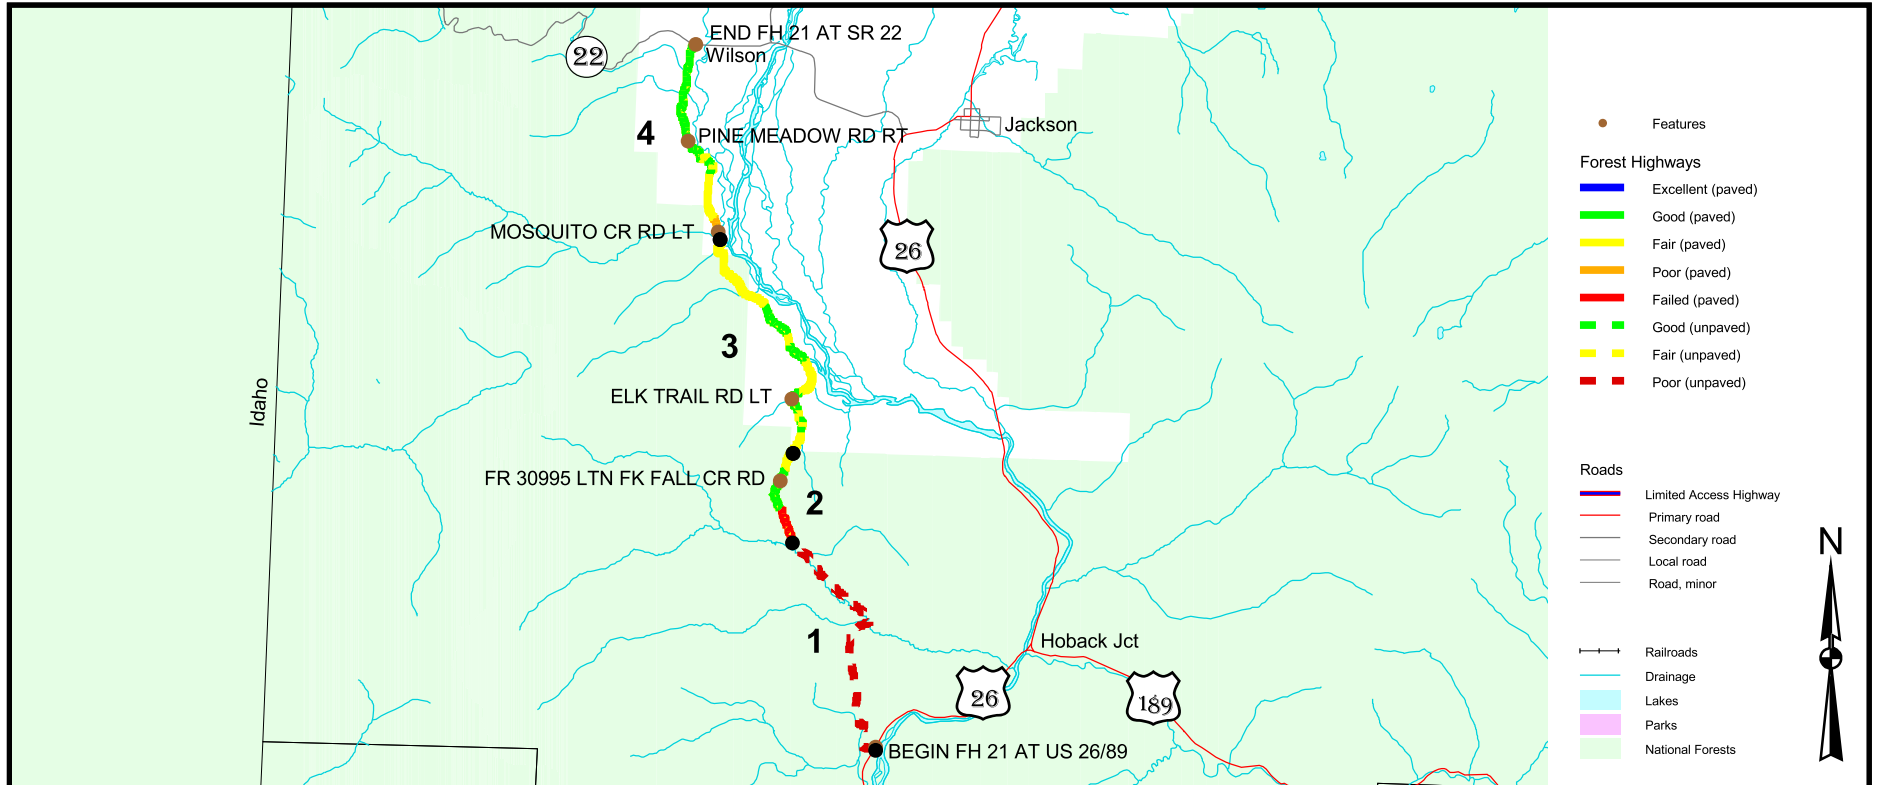 END FH 21 AT SR 22
22
Wilson
4
PINE MEADOW RD RT
Jackson
MOSQUITO CR RD LT
26
3
Idaho
ELK TRAIL RD LT
FR 30995 LTN FK FALL CR RD
2
1
Hoback Jct
26
189
BEGIN FH 21 AT US 26/89
Features
Forest Highways
Excellent (paved)
Good (paved)
Fair (paved)
Poor (paved)
Failed (paved)
Good (unpaved)
Fair (unpaved)
Poor (unpaved)
Roads
Limited Access Highway
Primary road
Secondary road
Local road
Road, minor
Railroads
Drainage
Lakes
Parks
National Forests
N